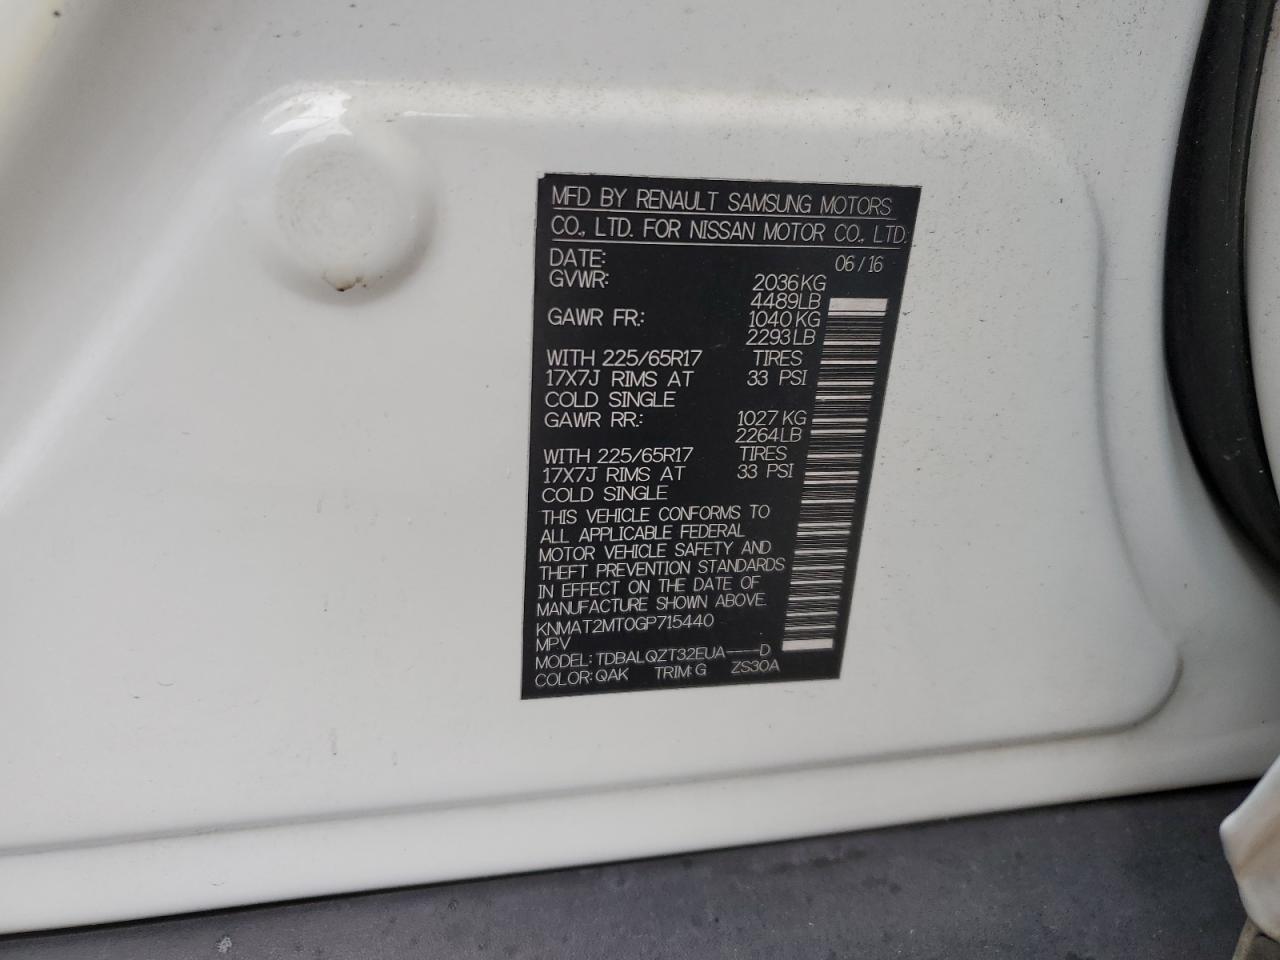 MFD BY RENAULT SAMSUNG MOTORS
CO., LTD. FOR NISSAN MOTOR CO., LTD.
DATE: 06/16
GVWR: 2036KG
4489LB
GAWR FR.: 1040KG
2293LB
WITH 225/65R17 TIRES
17X7J RIMS AT 33 PSI
COLD SINGLE
GAWR RR.: 1027KG
2264LB
WITH 225/65R17 TIRES
17X7J RIMS AT 33 PSI
COLD SINGLE
THIS VEHICLE CONFORMS TO
ALL APPLICABLE FEDERAL
MOTOR VEHICLE SAFETY AND
THEFT PREVENTION STANDARDS
IN EFFECT ON THE DATE OF
MANUFACTURE SHOWN ABOVE.
KNMAT2MT0GP715440
MPV
MODEL: TDBALQZT32EUA----D
COLOR: QAK TRIM: G ZS30A